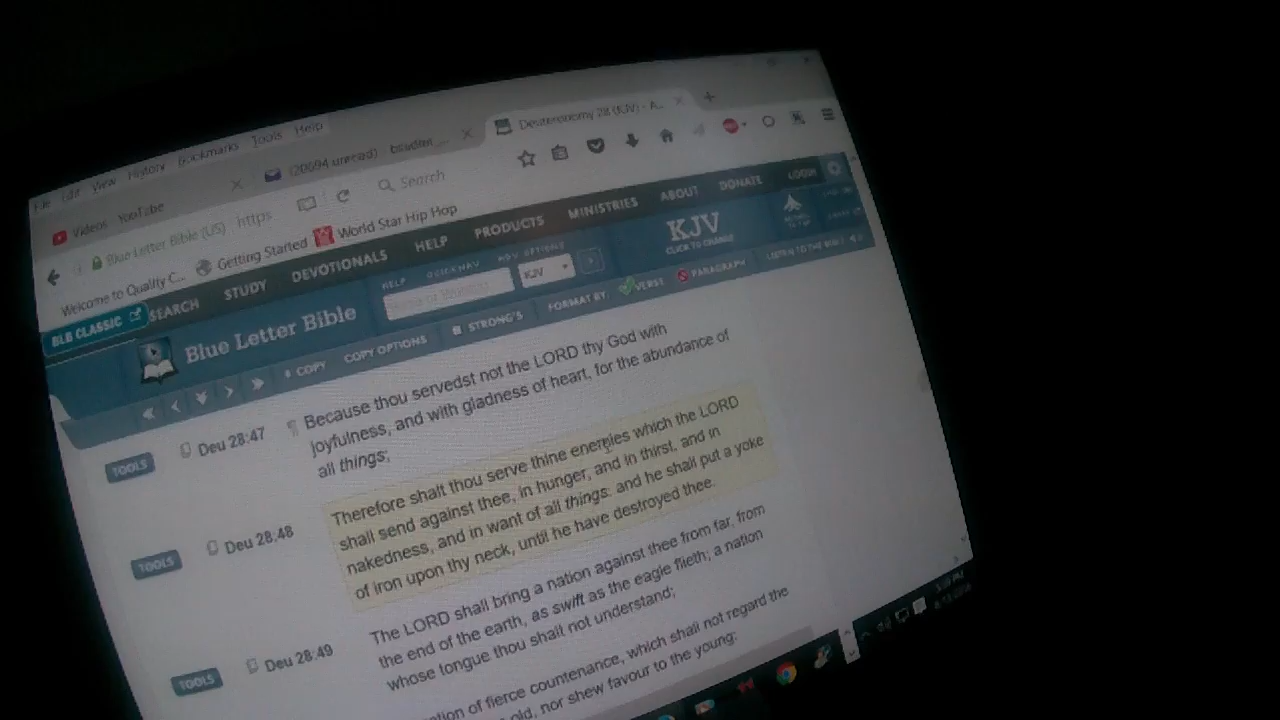 File Edit View History Bookmarks Tools Help
Videos YouTube
(20694 unread)
Deuteronomy 28 (KJV) - A...
Blue Letter Bible (US) https
Search
Welcome to Quality C...
Getting Started
World Star Hip Hop
BLB CLASSIC
SEARCH STUDY DEVOTIONALS HELP PRODUCTS MINISTRIES ABOUT DONATE LOGIN
Blue Letter Bible
HELP QUICKNAV ADV OPTIONS
KJV
KJV
CLICK TO CHANGE
COPY COPY OPTIONS STRONG'S FORMAT BY: VERSE PARAGRAPH LISTEN TO THE BIBLE
TOOLS
Deu 28:47
¶ Because thou servedst not the LORD thy God with
joyfulness, and with gladness of heart, for the abundance of
all things;
TOOLS
Deu 28:48
Therefore shalt thou serve thine enemies which the LORD
shall send against thee, in hunger, and in thirst, and in
nakedness, and in want of all things: and he shall put a yoke
of iron upon thy neck, until he have destroyed thee.
TOOLS
Deu 28:49
The LORD shall bring a nation against thee from far, from
the end of the earth, as swift as the eagle flieth; a nation
whose tongue thou shalt not understand;
nation of fierce countenance, which shall not regard the
old, nor shew favour to the young: